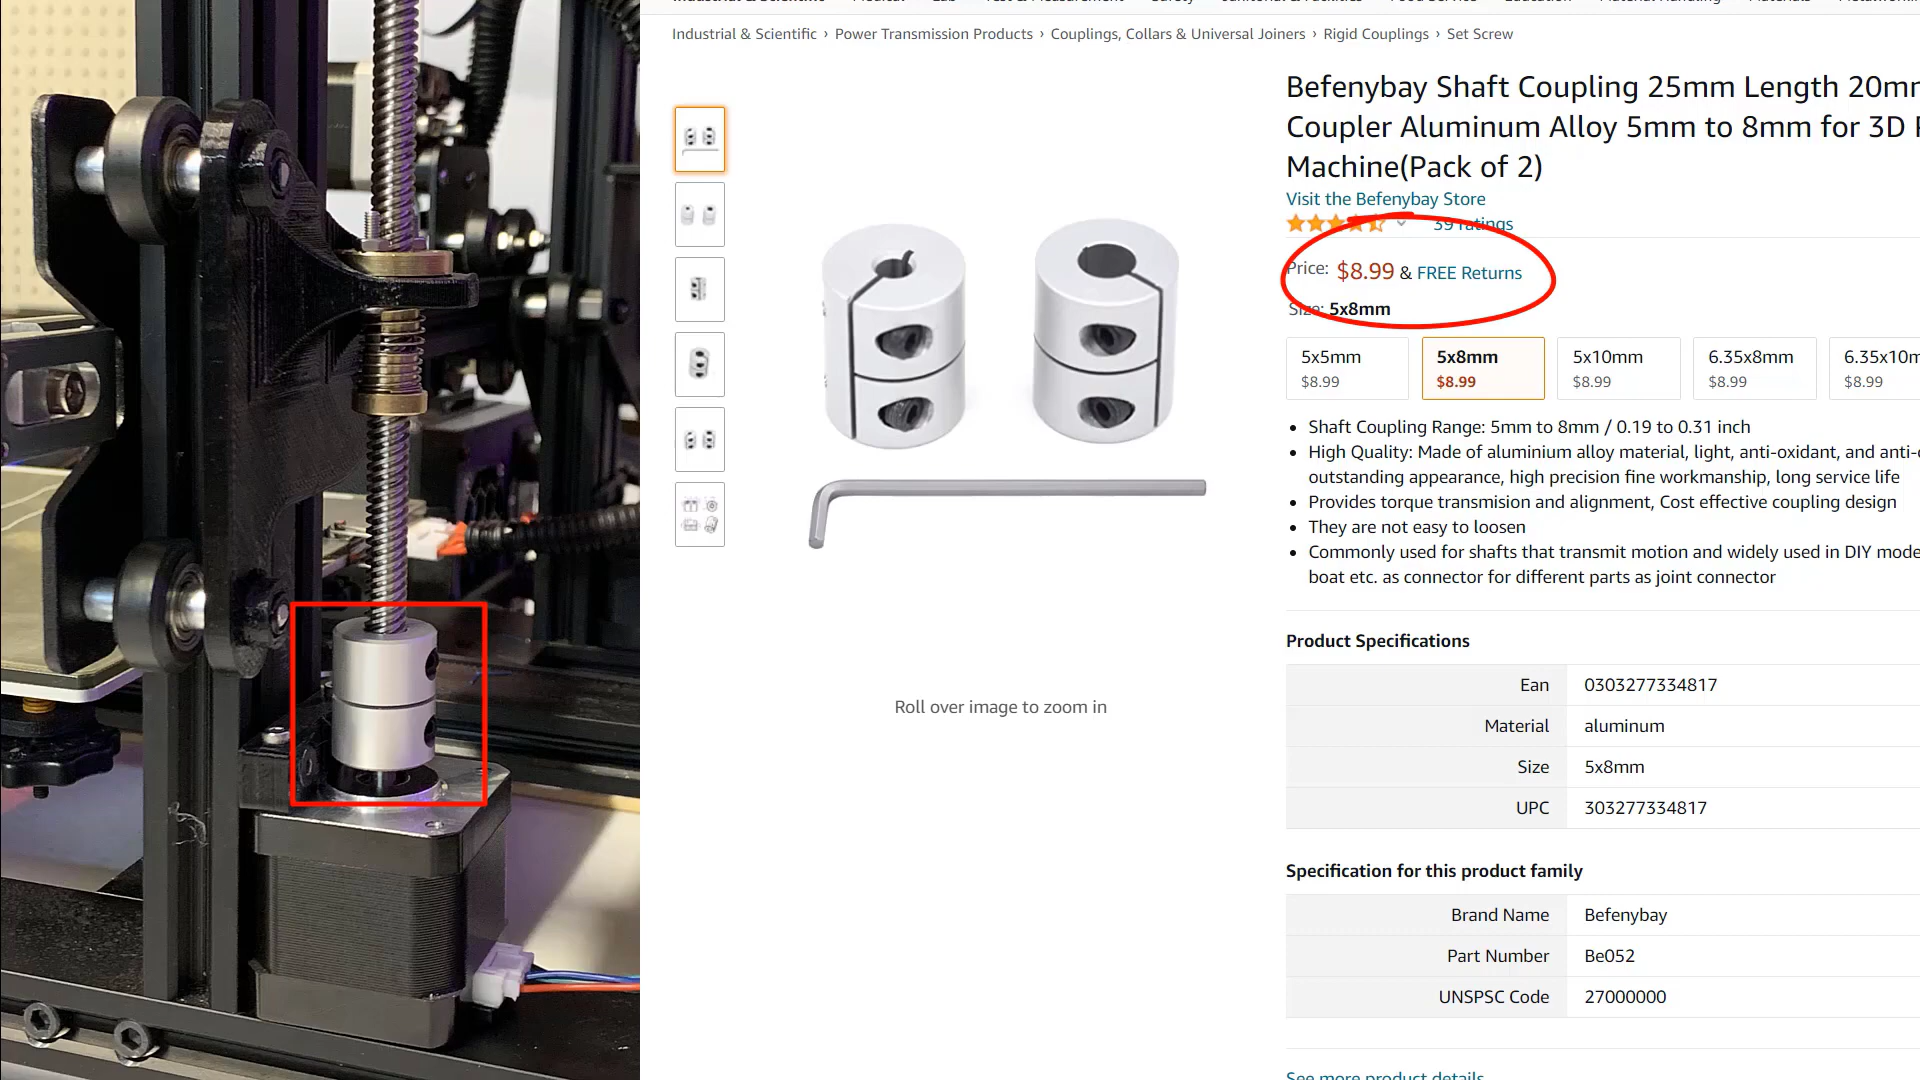 Industrial & Scientific › Power Transmission Products › Couplings, Collars & Universal Joiners › Rigid Couplings › Set Screw
Befenybay Shaft Coupling 25mm Length 20mm
Coupler Aluminum Alloy 5mm to 8mm for 3D
Machine(Pack of 2)
Visit the Befenybay Store
39 ratings
Price: $8.99 & FREE Returns
Size: 5x8mm
5x5mm 5x8mm 5x10mm 6.35x8mm 6.35x10m
$8.99 $8.99 $8.99 $8.99 $8.99
Shaft Coupling Range: 5mm to 8mm / 0.19 to 0.31 inch
High Quality: Made of aluminium alloy material, light, anti-oxidant, and anti-
outstanding appearance, high precision fine workmanship, long service life
Provides torque transmision and alignment, Cost effective coupling design
They are not easy to loosen
Commonly used for shafts that transmit motion and widely used in DIY mode
boat etc. as connector for different parts as joint connector
Roll over image to zoom in
Product Specifications
Ean 0303277334817
Material aluminum
Size 5x8mm
UPC 303277334817
Specification for this product family
Brand Name Befenybay
Part Number Be052
UNSPSC Code 27000000
See more product details